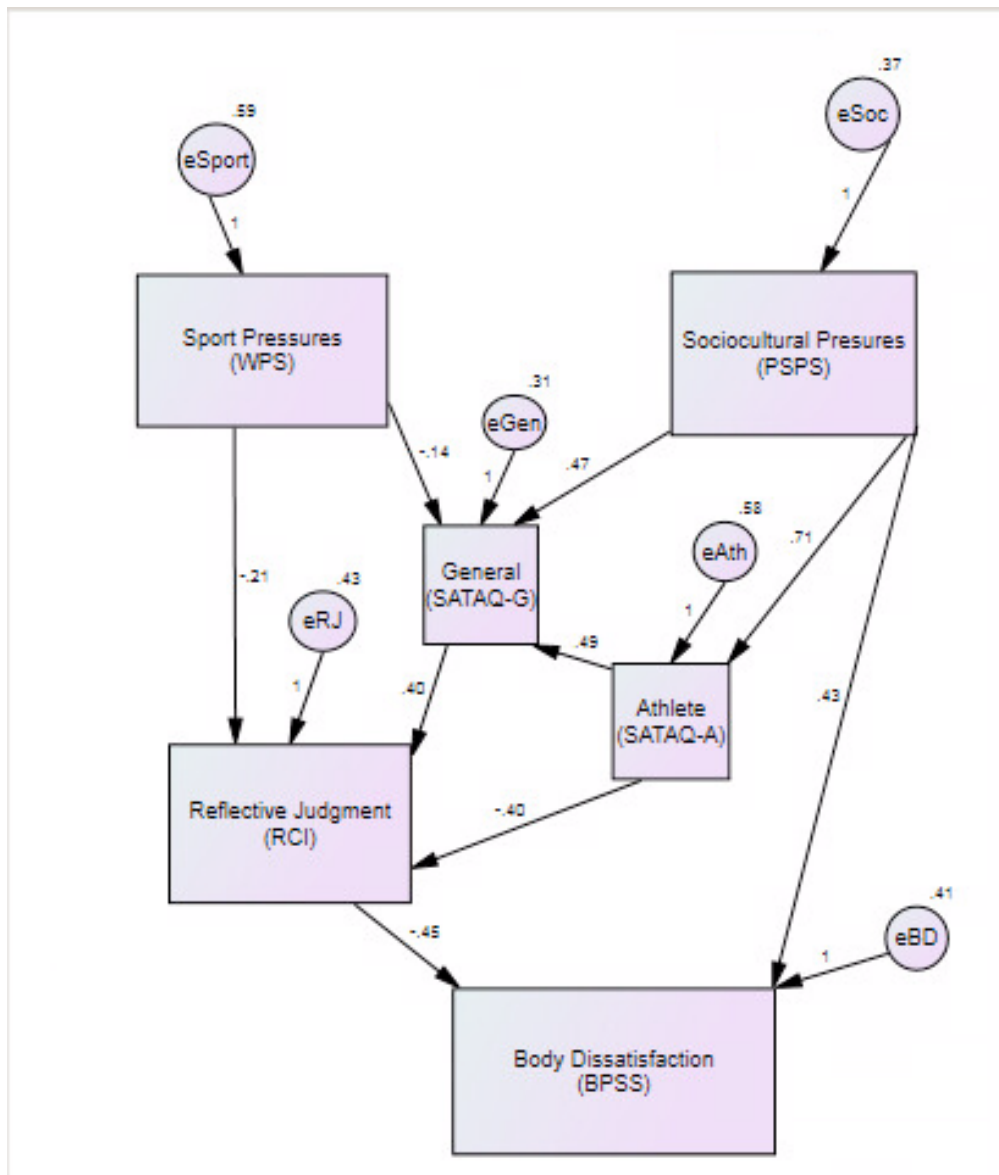 .37
eSoc
.59
eSport
1
1
Sport Pressures
(WPS)
Sociocultural Presures
(PSPS)
.31
eGen
-.14
1
.47
.58
eAth
.71
General
(SATAQ-G)
-.21
.43
eRJ
1
.49
1
.40
Athlete
(SATAQ-A)
.43
Reflective Judgment
(RCI)
-.40
.41
eBD
-.45
1
Body Dissatisfaction
(BPSS)